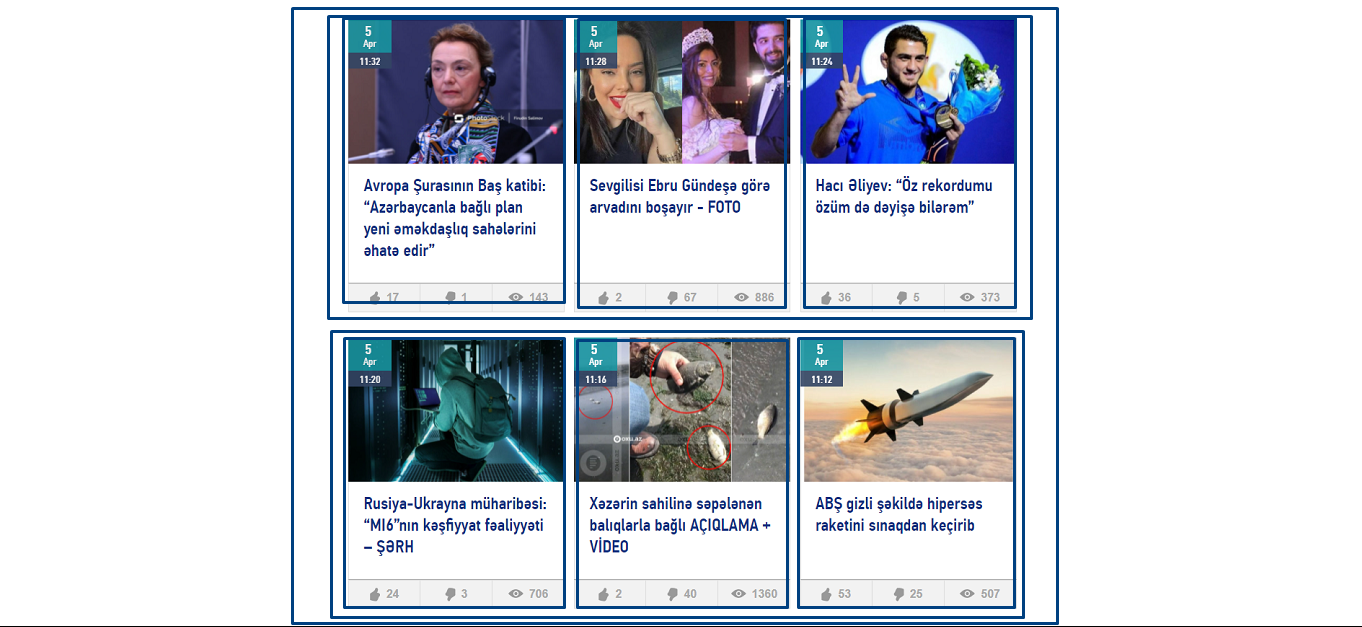 5
Apr
11:32
PhotoStock
Avropa Şurasının Baş katibi:
“Azərbaycanla bağlı plan
yeni əməkdaşlıq sahələrini
əhatə edir”
17 1 143
5
Apr
11:28
Sevgilisi Ebru Gündeşə görə
arvadını boşayır - FOTO
2 67 886
5
Apr
11:24
Hacı Əliyev: “Öz rekordumu
özüm də dəyişə bilərəm”
36 5 373
5
Apr
11:20
Rusiya-Ukrayna müharibəsi:
“MI6”nın kəşfiyyat fəaliyyəti
– ŞƏRH
24 3 706
5
Apr
11:16
OXU.AZ
Xəzərin sahilinə səpələnən
balıqlarla bağlı AÇIQLAMA +
VİDEO
2 40 1360
5
Apr
11:12
ABŞ gizli şəkildə hipersəs
raketini sınaqdan keçirib
53 25 507